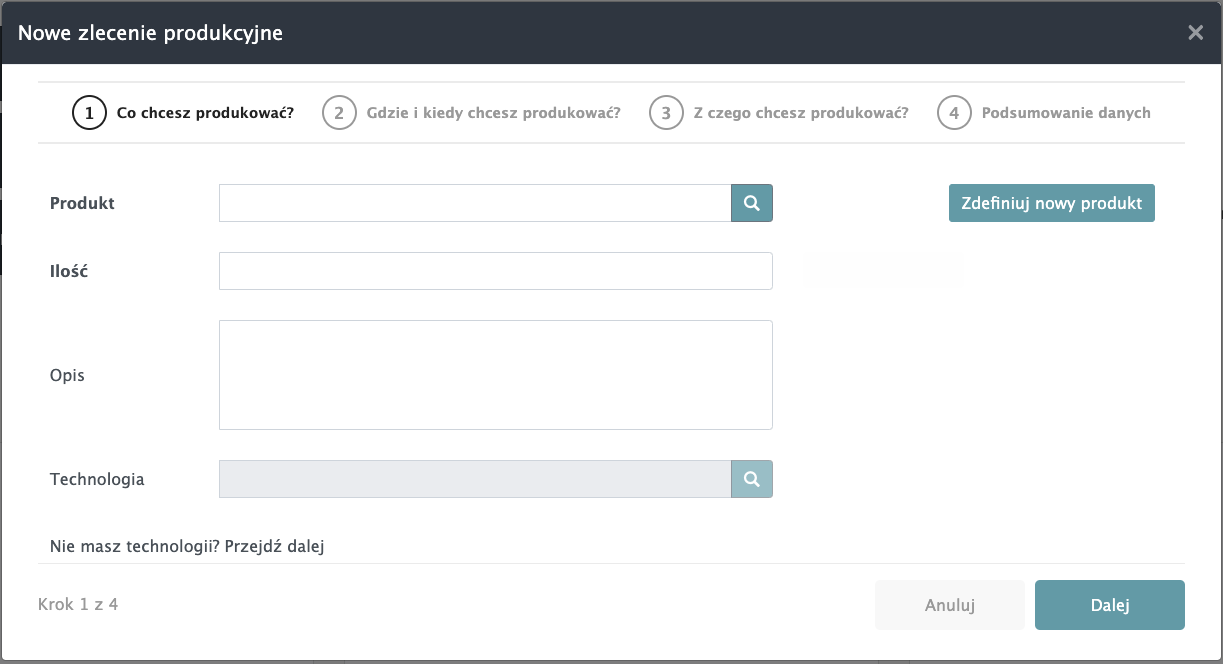 Nowe zlecenie produkcyjne
1 Co chcesz produkować? 2 Gdzie i kiedy chcesz produkować? 3 Z czego chcesz produkować? 4 Podsumowanie danych
Produkt Zdefiniuj nowy produkt
Ilość
Opis
Technologia
Nie masz technologii? Przejdź dalej
Krok 1 z 4 Anuluj Dalej